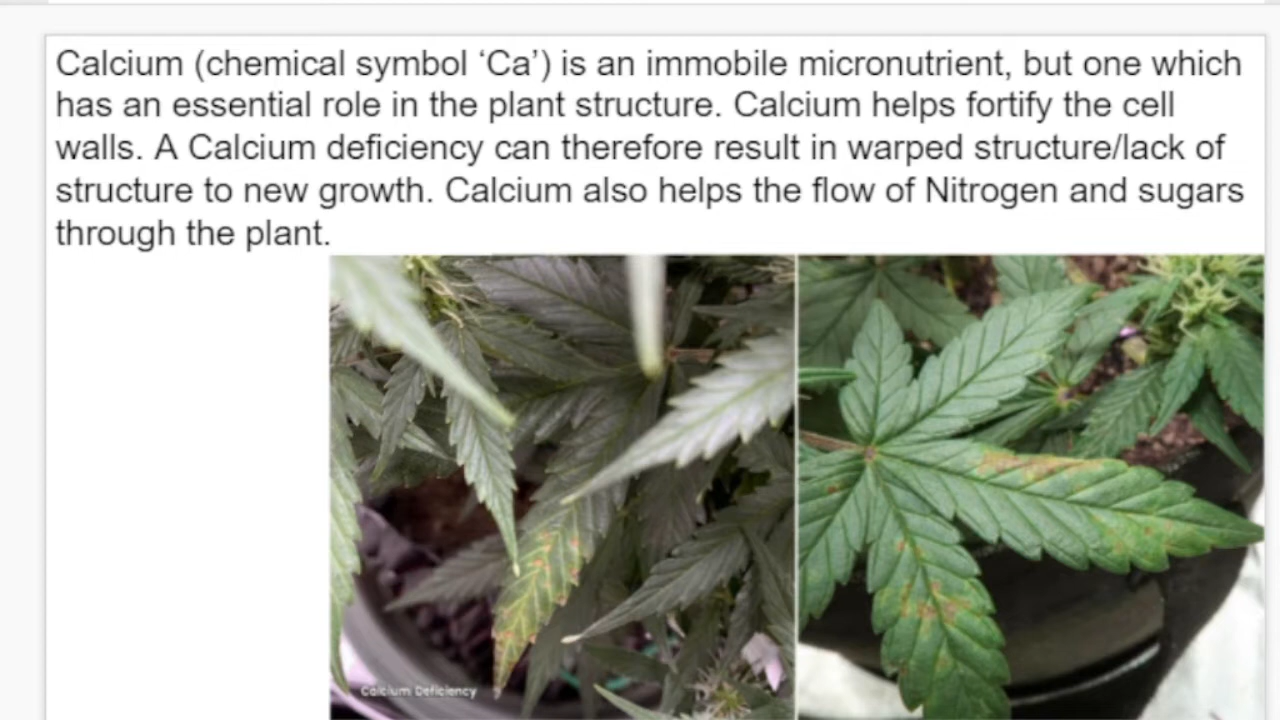 Calcium (chemical symbol ‘Ca’) is an immobile micronutrient, but one which
has an essential role in the plant structure. Calcium helps fortify the cell
walls. A Calcium deficiency can therefore result in warped structure/lack of
structure to new growth. Calcium also helps the flow of Nitrogen and sugars
through the plant.
Calcium Deficiency